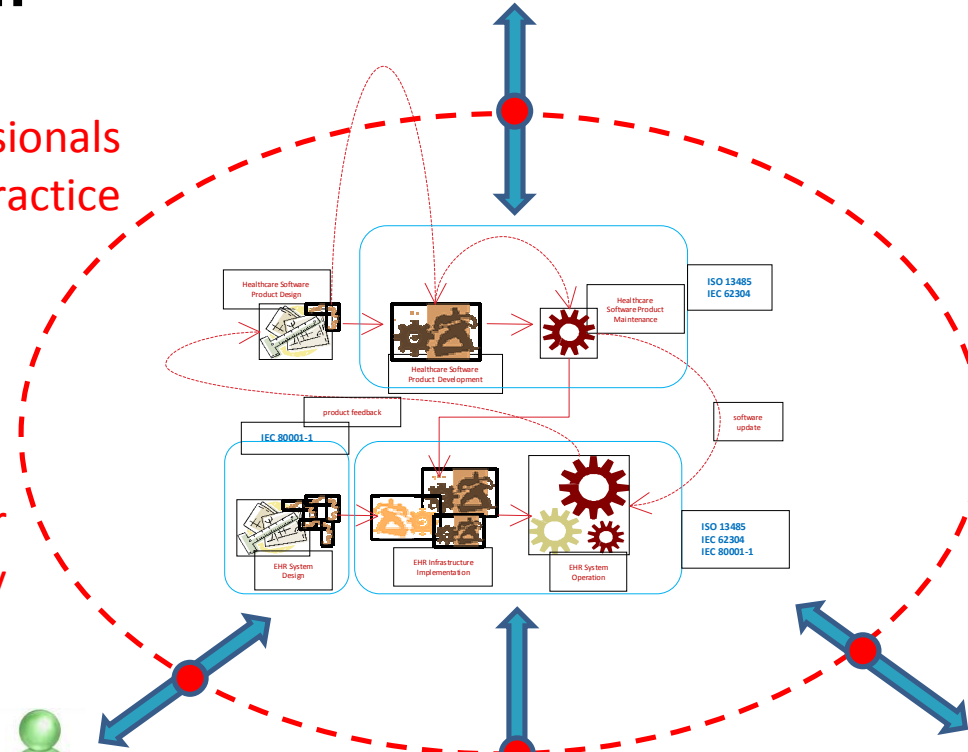 sionals
ractice
Healthcare Software
Product Design
ISO 13485
IEC 62304
Healthcare
Software Product
Maintenance
Healthcare Software
Product Development
product feedback
software
update
IEC 80001-1
ISO 13485
IEC 62304
IEC 80001-1
EHR System
Design
EHR Infrastructure
Implementation
EHR System
Operation